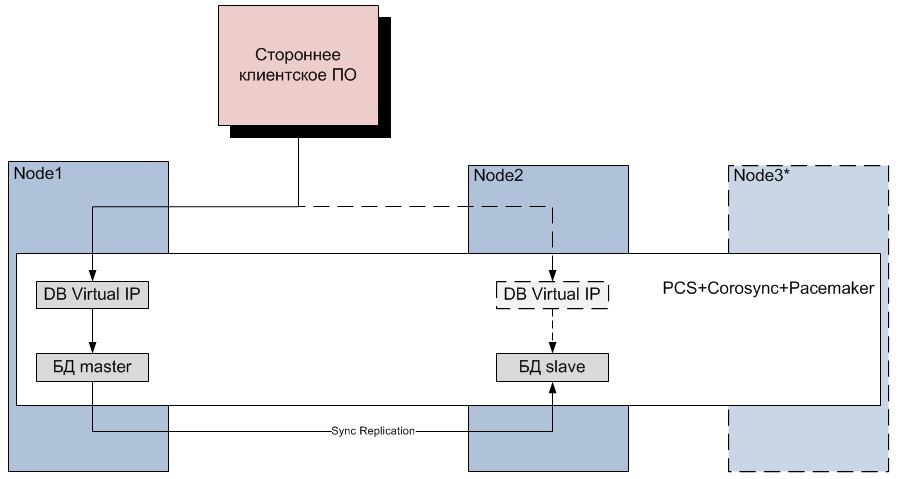 Стороннее
клиентское ПО
Node1
Node2
Node3*
DB Virtual IP
DB Virtual IP
PCS+Corosync+Pacemaker
БД master
БД slave
Sync Replication